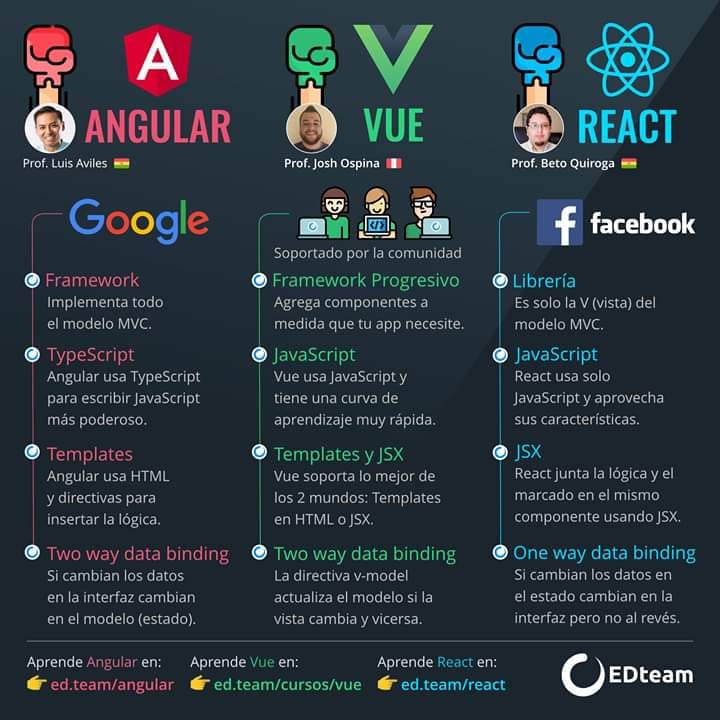 ANGULAR
Prof. Luis Aviles
Google
Framework
Implementa todo
el modelo MVC.
TypeScript
Angular usa TypeScript
para escribir JavaScript
más poderoso.
Templates
Angular usa HTML
y directivas para
insertar la lógica.
Two way data binding
Si cambian los datos
en la interfaz cambian
en el modelo (estado).
VUE
Prof. Josh Ospina
Soportado por la comunidad
Framework Progresivo
Agrega componentes a
medida que tu app necesite.
JavaScript
Vue usa JavaScript y
tiene una curva de
aprendizaje muy rápida.
Templates y JSX
Vue soporta lo mejor de
los 2 mundos: Templates
en HTML o JSX.
Two way data binding
La directiva v-model
actualiza el modelo si la
vista cambia y vicersa.
REACT
Prof. Beto Quiroga
facebook
Librería
Es solo la V (vista) del
modelo MVC.
JavaScript
React usa solo
JavaScript y aprovecha
sus características.
JSX
React junta la lógica y el
marcado en el mismo
componente usando JSX.
One way data binding
Si cambian los datos en
el estado cambian en la
interfaz pero no al revés.
Aprende Angular en:
ed.team/angular
Aprende Vue en:
ed.team/cursos/vue
Aprende React en:
ed.team/react
EDteam